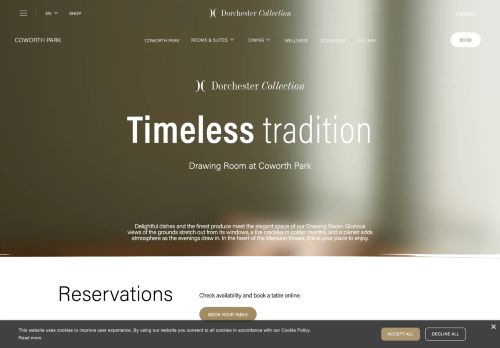 EN
SHOP
Dorchester Collection
CONTACT
COWORTH PARK
COWORTH PARK
ROOMS & SUITES
DINING
WELLNESS
OCCASIONS
GALLERY
BOOK
Dorchester Collection
Timeless tradition
Drawing Room at Coworth Park
Delightful dishes and the finest produce meet the elegant space of our Drawing Room. Glorious
views of the grounds stretch out from its windows, a fire crackles in colder months, and a pianist adds
atmosphere as the evenings draw in. In the heart of the Mansion House, this is your place to enjoy.
Reservations
Check availability and book a table online.
BOOK YOUR TABLE
This website uses cookies to improve user experience. By using our website you consent to all cookies in accordance with our Cookie Policy.
Read more
ACCEPT ALL
DECLINE ALL